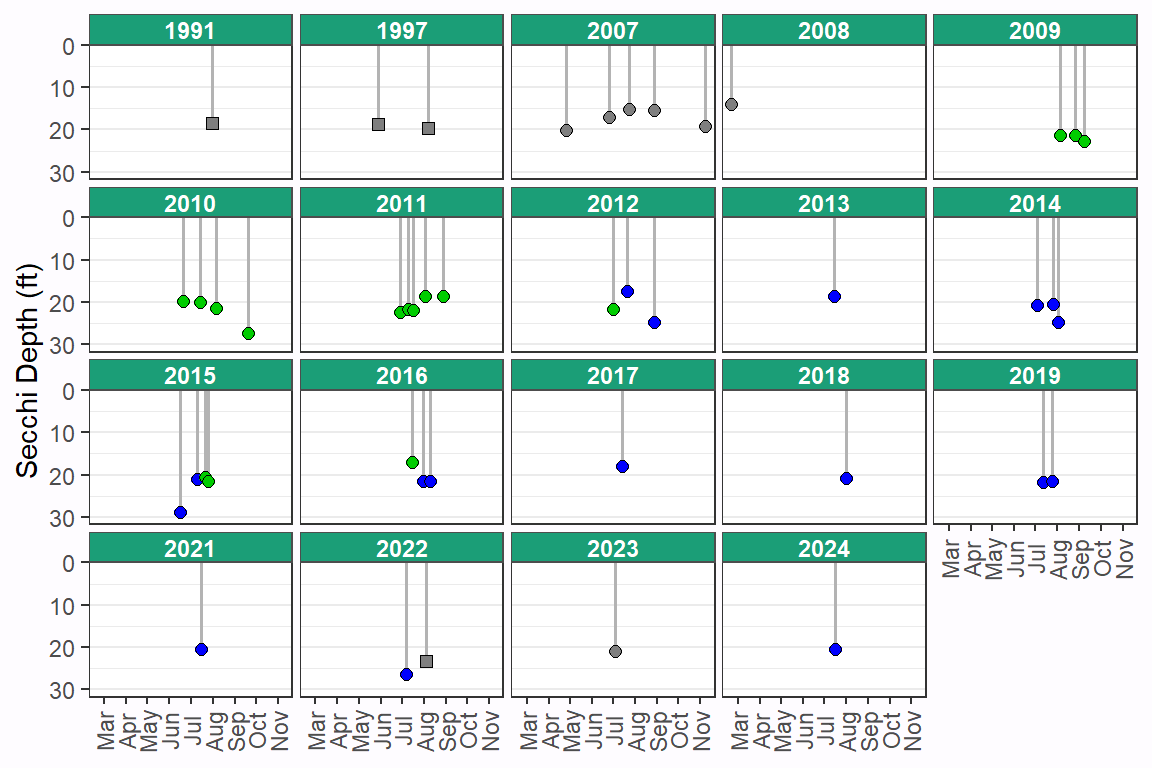 1991 1997 2007 2008 2009
0
10
20
30
2010 2011 2012 2013 2014
0
10
20
30
Secchi Depth (ft)
2015 2016 2017 2018 2019
0
10
20
30
Mar Apr May Jun Jul Aug Sep Oct Nov
2021 2022 2023 2024
0
10
20
30
Mar Apr May Jun Jul Aug Sep Oct Nov Mar Apr May Jun Jul Aug Sep Oct Nov Mar Apr May Jun Jul Aug Sep Oct Nov Mar Apr May Jun Jul Aug Sep Oct Nov